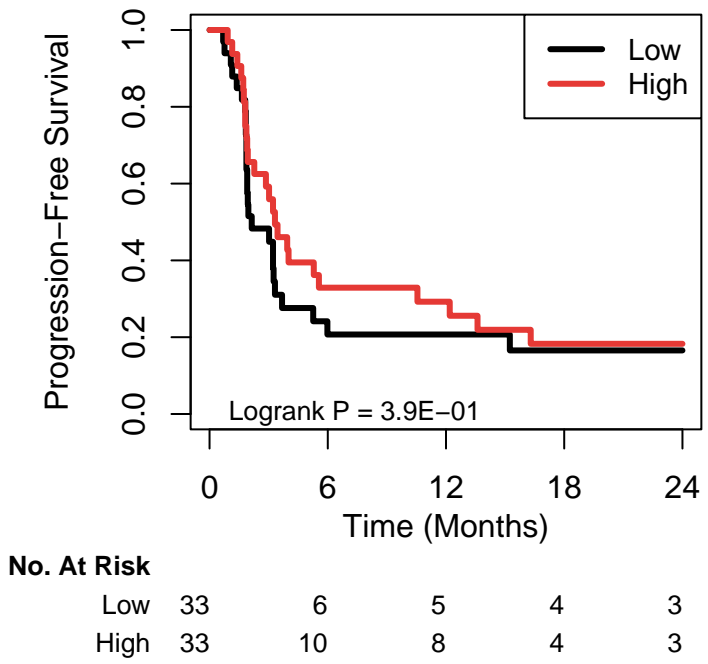 Progression−Free Survival
1.0
0.8
0.6
0.4
0.2
0.0
Low
High
Logrank P = 3.9E−01
0 6 12 18 24
Time (Months)
No. At Risk
Low 33 6 5 4 3
High 33 10 8 4 3